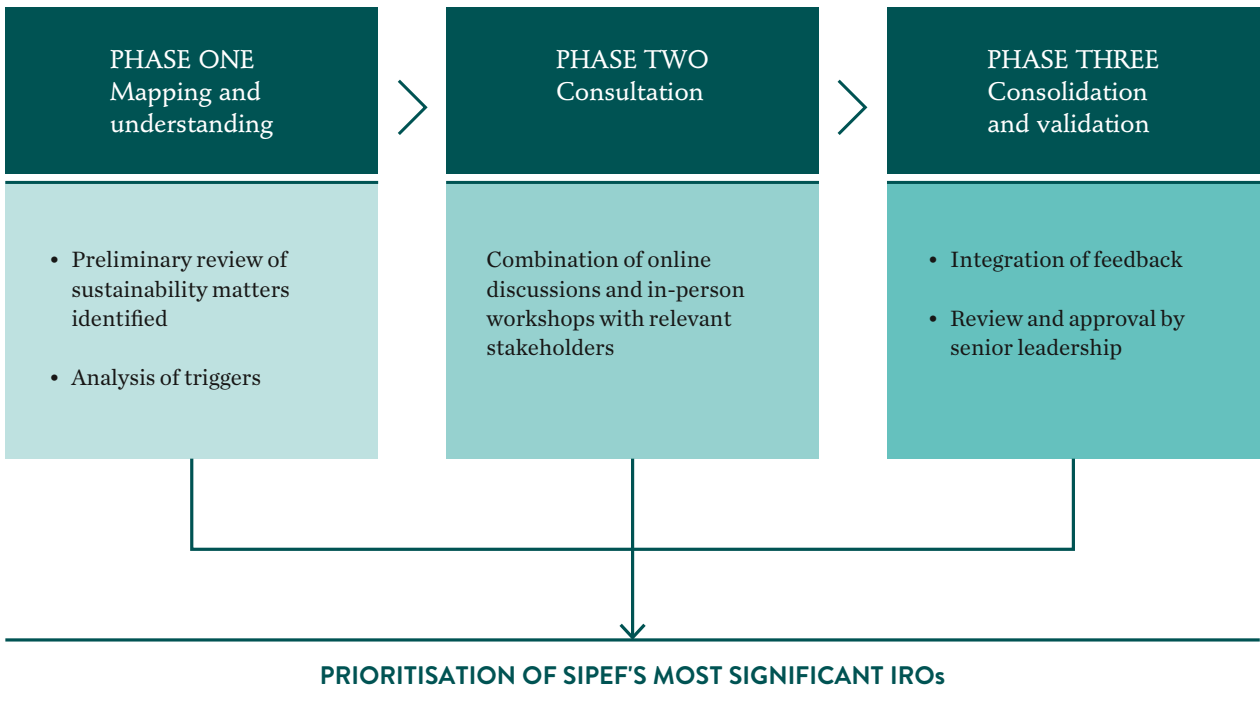 PHASE ONE
Mapping and
understanding
PHASE TWO
Consultation
PHASE THREE
Consolidation
and validation
• Preliminary review of
sustainability matters
identified
• Analysis of triggers
Combination of online
discussions and in-person
workshops with relevant
stakeholders
• Integration of feedback
• Review and approval by
senior leadership
PRIORITISATION OF SIPEF'S MOST SIGNIFICANT IROs